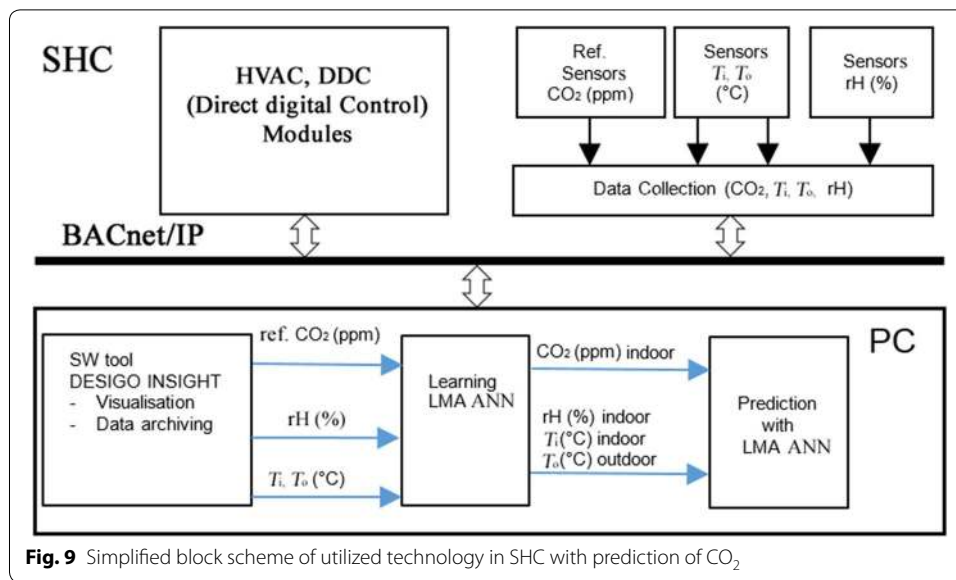 SHC
HVAC, DDC
(Direct digital Control)
Modules
Ref.
Sensors
CO₂ (ppm)
Sensors
Tᵢ, Tₒ
(°C)
Sensors
rH (%)
Data Collection (CO₂, Tᵢ, Tₒ, rH)
BACnet/IP
PC
SW tool
DESIGO INSIGHT
- Visualisation
- Data archiving
ref. CO₂ (ppm)
rH (%)
Tᵢ, Tₒ (°C)
Learning
LMA ANN
CO₂ (ppm) indoor
rH (%) indoor
Tᵢ(°C) indoor
Tₒ(°C) outdoor
Prediction
with
LMA ANN
Fig. 9 Simplified block scheme of utilized technology in SHC with prediction of CO₂